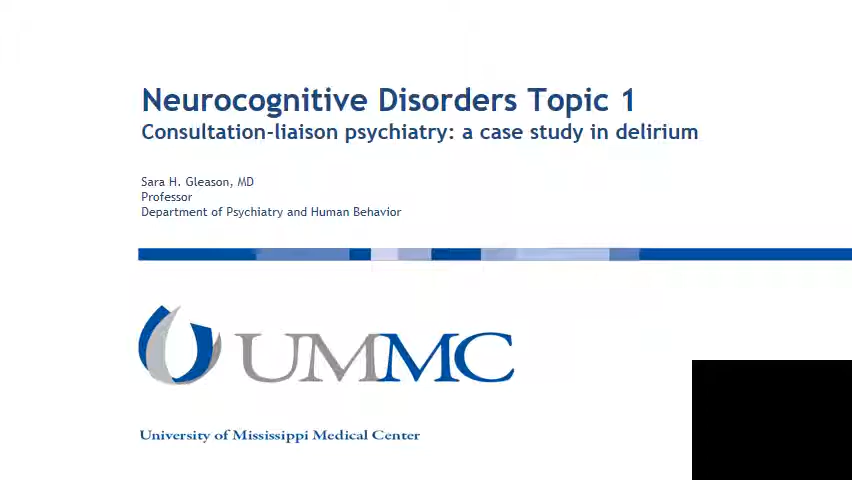 Neurocognitive Disorders Topic 1
Consultation-liaison psychiatry: a case study in delirium
Sara H. Gleason, MD
Professor
Department of Psychiatry and Human Behavior
UMMC
University of Mississippi Medical Center